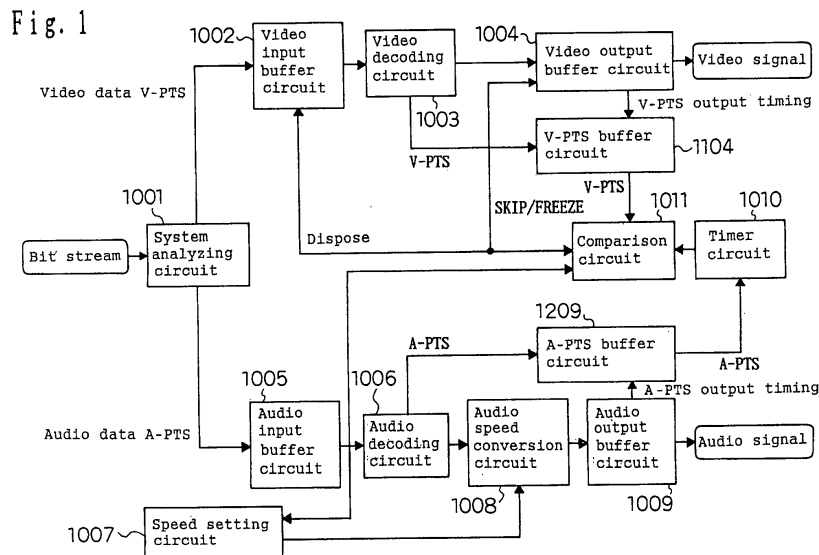 Fig. 1
1002
Video
input
buffer
circuit
Video
decoding
circuit
1003
1004
Video output
buffer circuit
Video signal
Video data V-PTS
V-PTS output timing
V-PTS
V-PTS buffer
circuit
1104
V-PTS
SKIP/FREEZE
1001
System
analyzing
circuit
Bit stream
Dispose
1011
Comparison
circuit
1010
Timer
circuit
1209
A-PTS
A-PTS buffer
circuit
A-PTS
A-PTS output timing
Audio data A-PTS
1005
Audio
input
buffer
circuit
1006
Audio
decoding
circuit
Audio
speed
conversion
circuit
1008
Audio
output
buffer
circuit
1009
Audio signal
1007
Speed setting
circuit